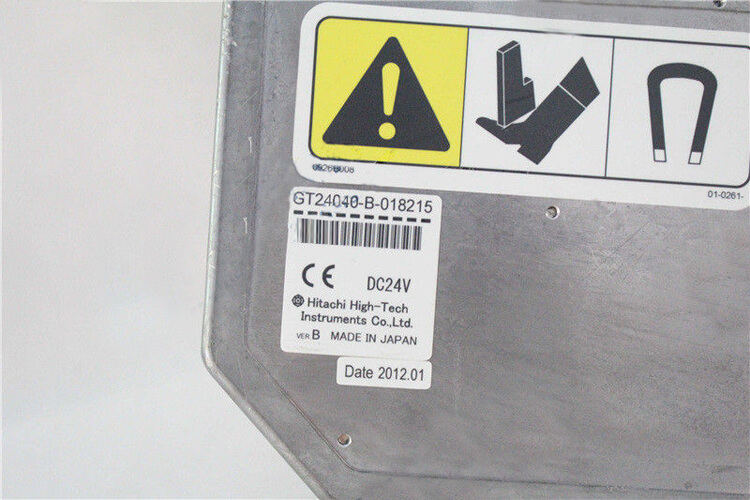 01-0261-
GT24040-B-018215
CE DC24V
Hitachi High-Tech
Instruments Co.,Ltd.
VER B MADE IN JAPAN
Date 2012.01